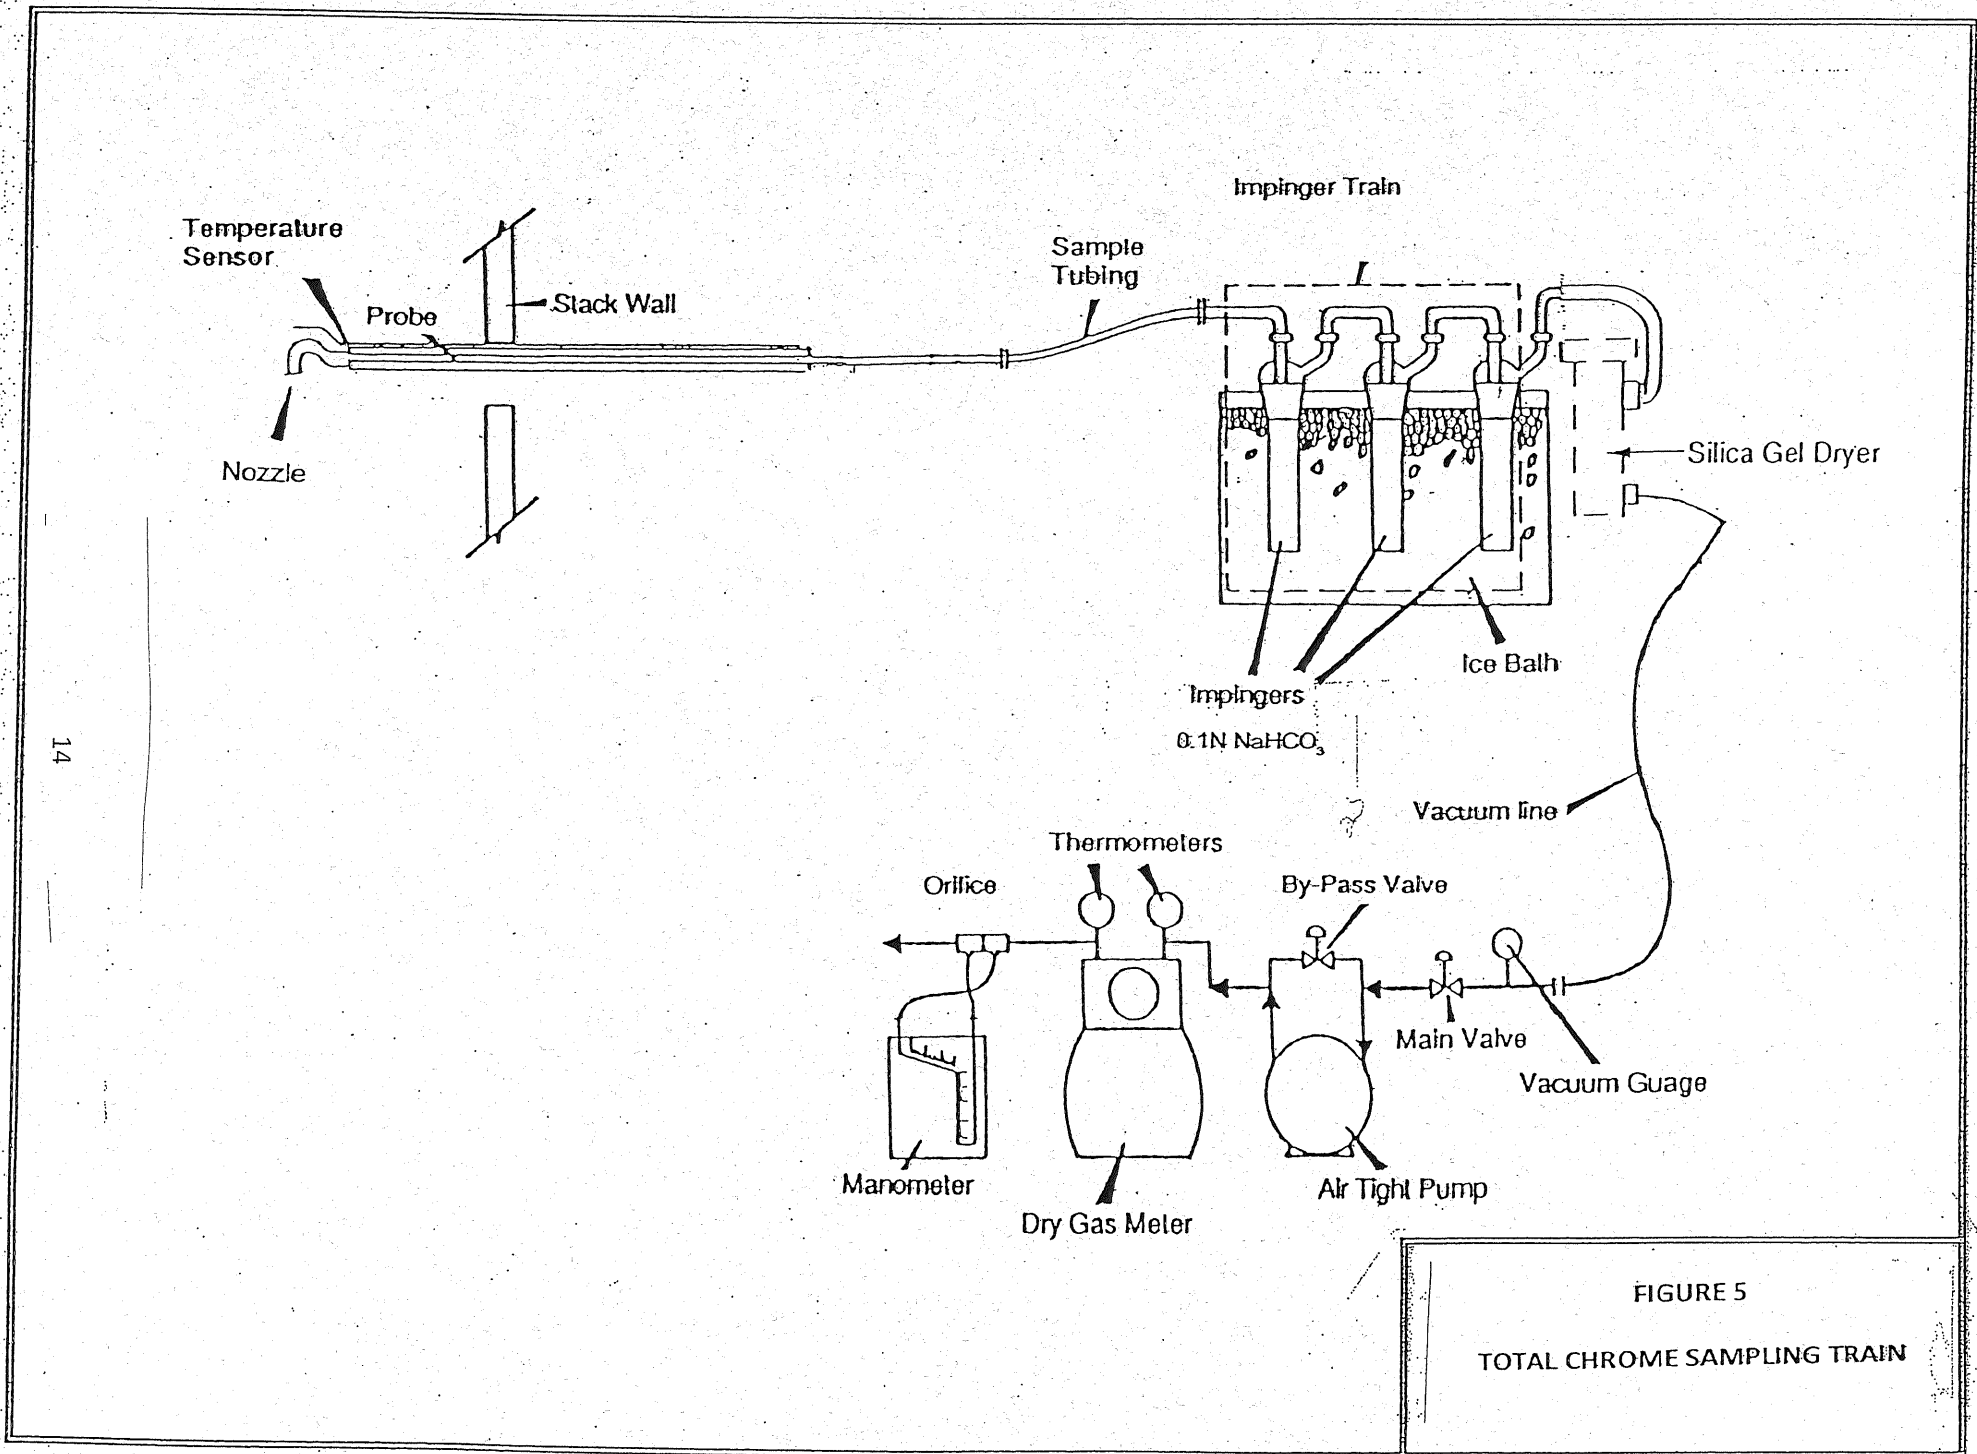 Impinger Train
Temperature
Sensor
Probe
Stack Wall
Sample
Tubing
Nozzle
Silica Gel Dryer
Ice Bath
Impingers
0.1N NaHCO₃
Vacuum line
Thermometers
Orifice
By-Pass Valve
Main Valve
Vacuum Guage
Manometer
Air Tight Pump
Dry Gas Meter
14
FIGURE 5
TOTAL CHROME SAMPLING TRAIN